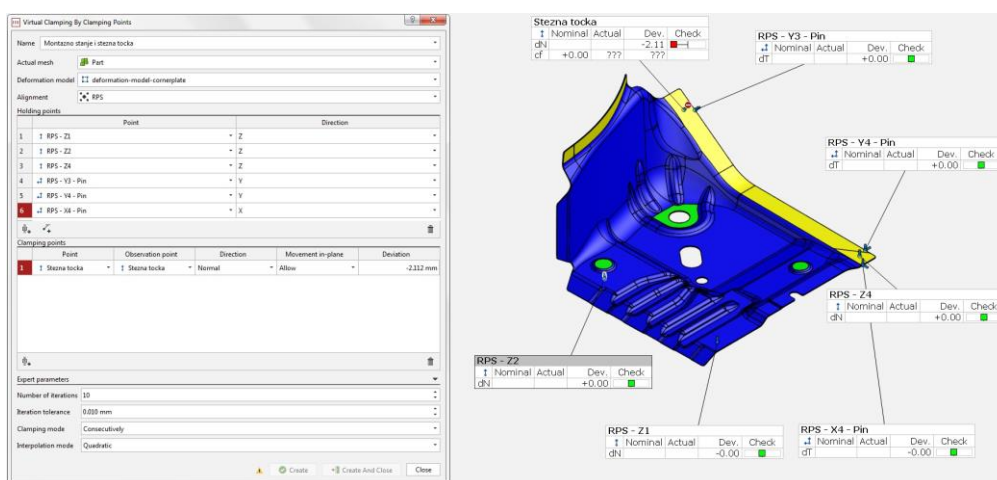 Virtual Clamping By Clamping Points
Name Montazno stanje i stezna tocka
Actual mesh Part
Deformation model deformation-model-cornerplate
Alignment RPS
Holding points
Point Direction
1 RPS - Z1 Z
2 RPS - Z2 Z
3 RPS - Z4 Z
4 RPS - Y3 - Pin Y
5 RPS - Y4 - Pin Y
6 RPS - X4 - Pin X
Clamping points
Point Observation point Direction Movement in-plane Deviation
1 Stezna tocka Stezna tocka Normal Allow -2.112 mm
Expert parameters
Number of iterations 10
Iteration tolerance 0.010 mm
Clamping mode Consecutively
Interpolation mode Quadratic
Create Create And Close Close
Stezna tocka
Nominal Actual Dev. Check
dN -2.11
cf +0.00 ??? ???
RPS - Y3 - Pin
Nominal Actual Dev. Check
dT +0.00
RPS - Y4 - Pin
Nominal Actual Dev. Check
dT +0.00
RPS - Z4
Nominal Actual Dev. Check
dN +0.00
RPS - Z2
Nominal Actual Dev. Check
dN +0.00
RPS - Z1
Nominal Actual Dev. Check
dN -0.00
RPS - X4 - Pin
Nominal Actual Dev. Check
dT -0.00